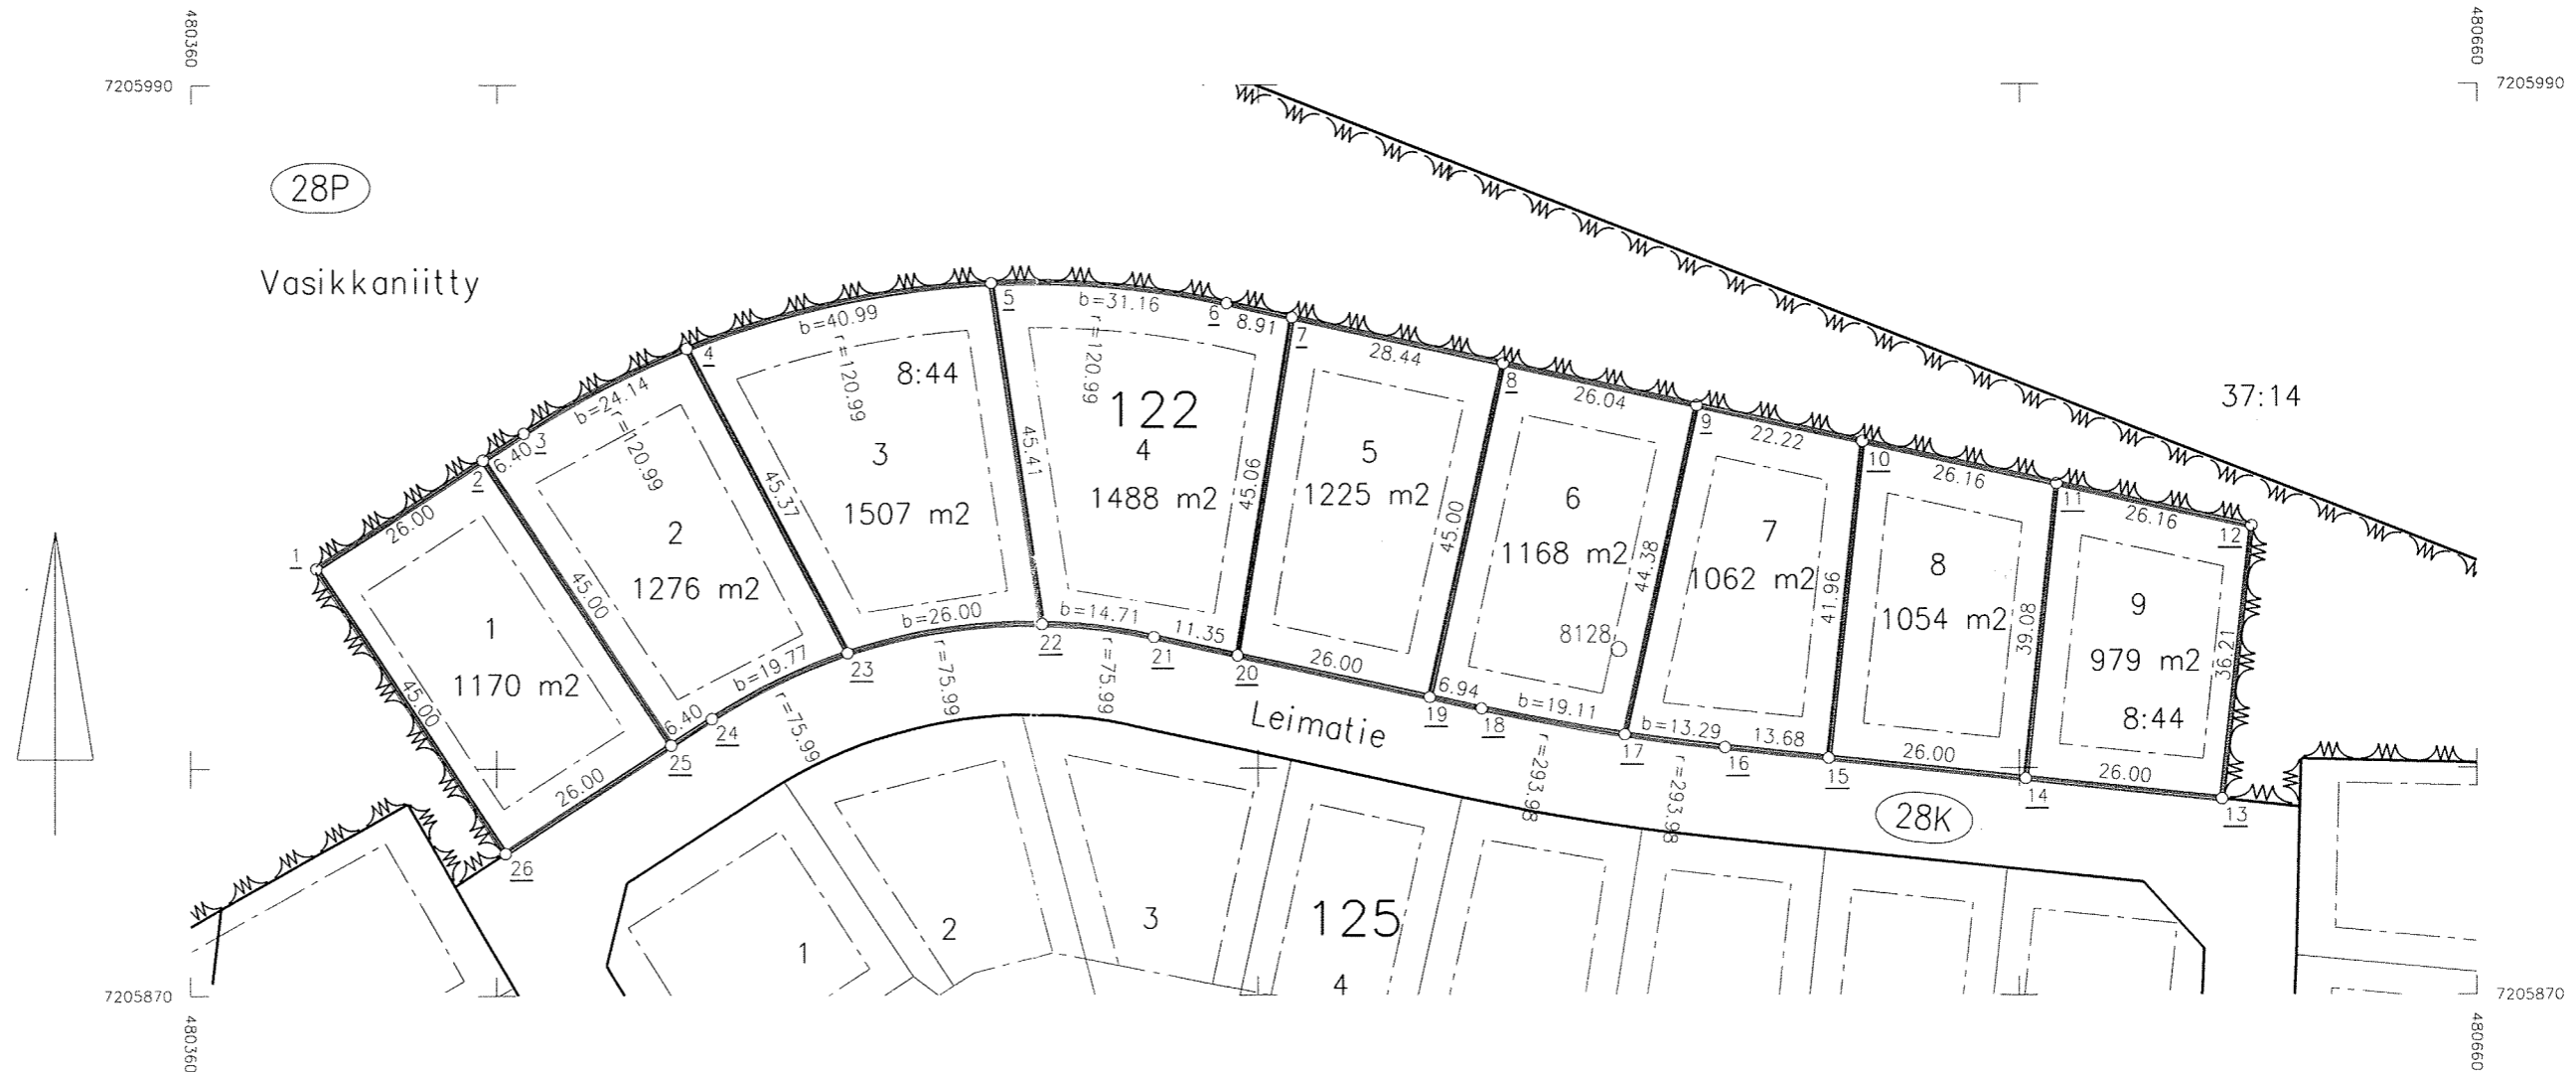 480360
480660
7205990
7205990
28P
Vasikkaniitty
37:14
122
1
26.00
2
6.40
3
b=24.14
r=120.99
4
b=40.99
r=120.99
8:44
5
b=31.16
r=120.99
6
8.91
7
28.44
8
26.04
9
22.22
10
26.16
11
26.16
12
45.00
45.00
45.37
45.41
45.06
45.00
44.38
41.96
39.08
36.21
1
1170 m2
2
1276 m2
3
1507 m2
4
1488 m2
5
1225 m2
6
1168 m2
8128
7
1062 m2
8
1054 m2
9
979 m2
8:44
26
26.00
25
6.40
24
b=19.77
r=75.99
23
b=26.00
r=75.99
22
b=14.71
r=75.99
21
11.35
20
26.00
19
6.94
18
b=19.11
r=293.98
17
b=13.29
r=293.98
16
13.68
15
26.00
14
26.00
13
Leimatie
28K
1
2
3
125
4
7205870
7205870
480360
480660